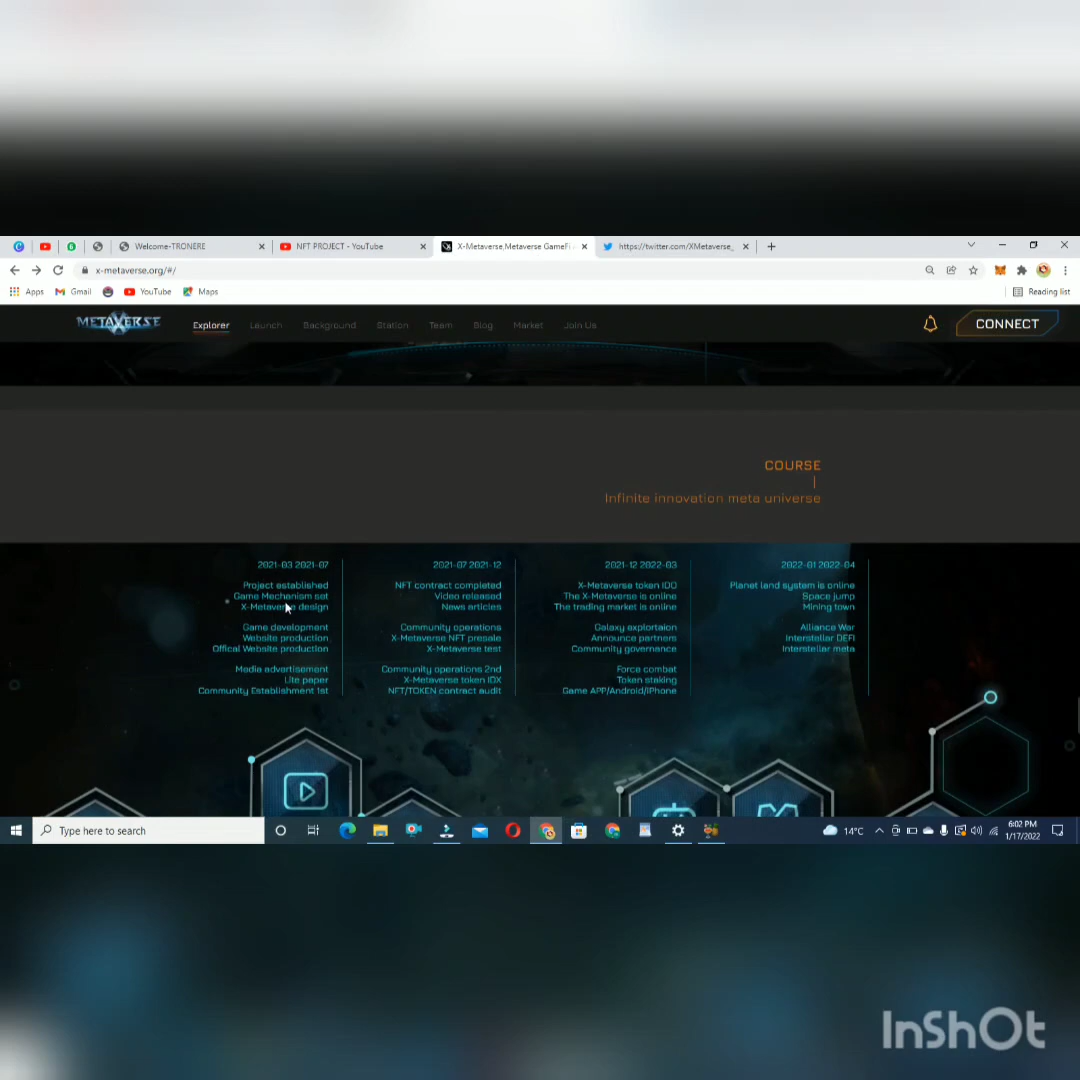 Welcome-TRONERE
NFT PROJECT - YouTube
X-Metaverse,Metaverse GameFi
https://twitter.com/XMetaverse_
x-metaverse.org/#/
Apps
Gmail
YouTube
Maps
Reading list
METAXVERSE
Explorer
Launch
Background
Station
Team
Blog
Market
Join Us
CONNECT
COURSE
Infinite innovation meta universe
2021-03 2021-07
Project established
Game Mechanism set
X-Metaverse design
Game development
Website production
Offical Website production
Media advertisement
Lite paper
Community Establishment 1st
2021-07 2021-12
NFT contract completed
Video released
News articles
Community operations
X-Metaverse NFT presale
X-Metaverse test
Community operations 2nd
X-Metaverse token IDX
NFT/TOKEN contract audit
2021-12 2022-03
X-Metaverse token IDO
The X-Metaverse is online
The trading market is online
Galaxy exploration
Announce partners
Community governance
Force combat
Token staking
Game APP/Android/iPhone
2022-01 2022-04
Planet land system is online
Space jump
Mining town
Alliance War
Interstellar DEFI
Interstellar meta
Type here to search
14°C
6:02 PM
1/17/2022
InShOt